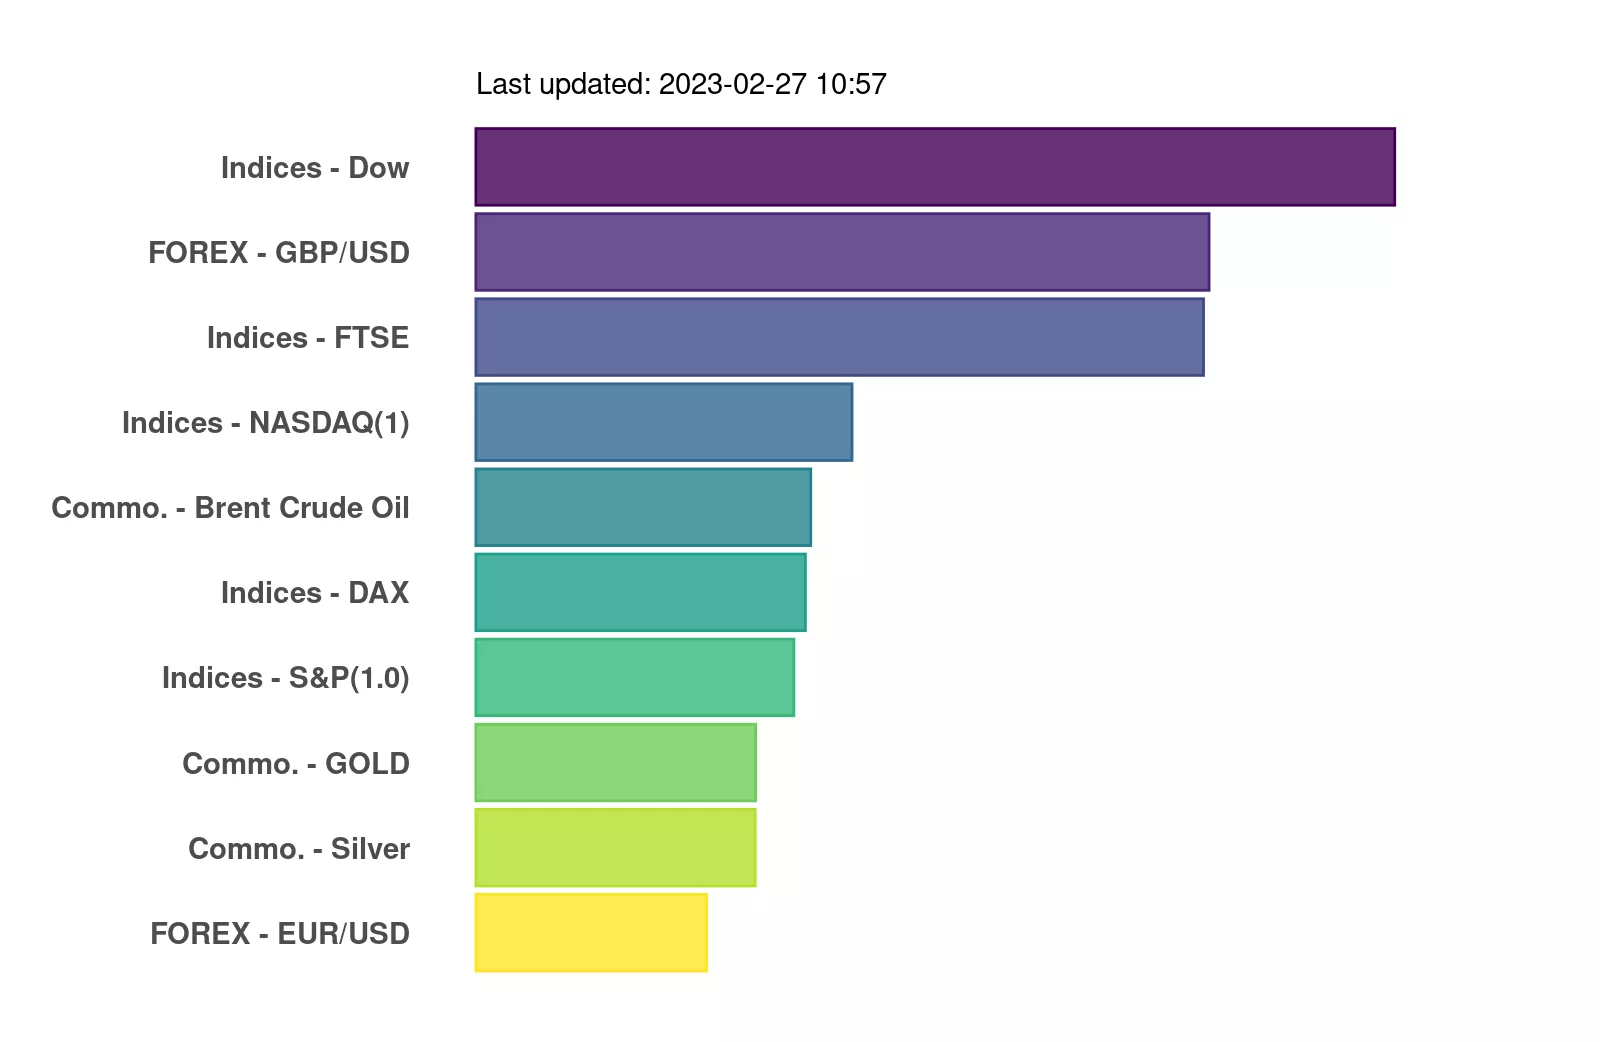 Last updated: 2023-02-27 10:57
Indices - Dow
FOREX - GBP/USD
Indices - FTSE
Indices - NASDAQ(1)
Commo. - Brent Crude Oil
Indices - DAX
Indices - S&P(1.0)
Commo. - GOLD
Commo. - Silver
FOREX - EUR/USD